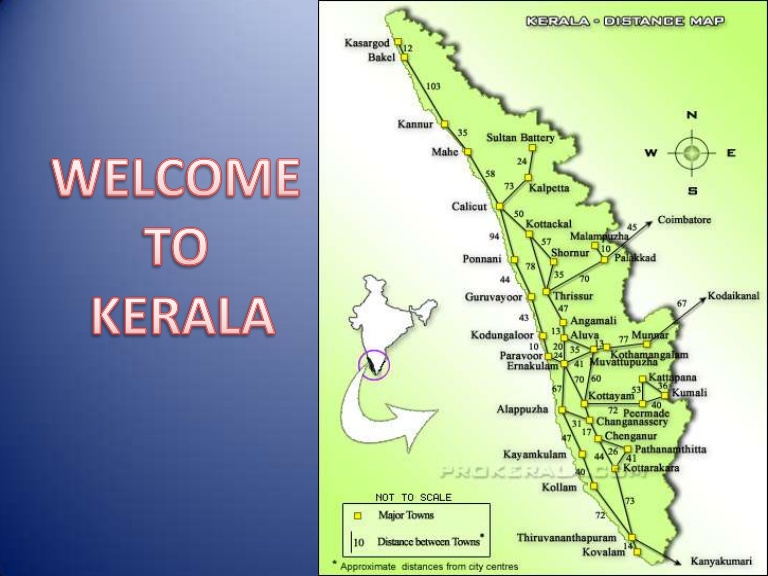 WELCOME
TO
KERALA
KERALA - DISTANCE MAP
N
W E
S
Kasargod
12
Bakel
103
Kannur
35
Mahe
Sultan Battery
24
58
73
Kalpetta
Calicut
50
Kottackal
45
Coimbatore
94
57
Malampuzha
10
Shornur
Palakkad
Ponnani
78
35
70
44
Guruvayoor
Thrissur
67
Kodaikanal
47
43
Angamali
13
Kodungaloor
Aluva
77
Munnar
10
20
35
13
Kothamangalam
Paravoor
24
41
Muvattupuzha
Ernakulam
70
60
Kattapana
67
53
36
Kumali
Kottayam
40
72
Peermade
Alappuzha
31
Changanassery
17
47
Chenganur
Kayamkulam
44
26
Pathanamthitta
41
Kottarakara
PROKERALA.COM
40
Kollam
73
72
NOT TO SCALE
Major Towns
10 Distance between Towns*
* Approximate distances from city centres
Thiruvananthapuram
14
Kovalam
Kanyakumari